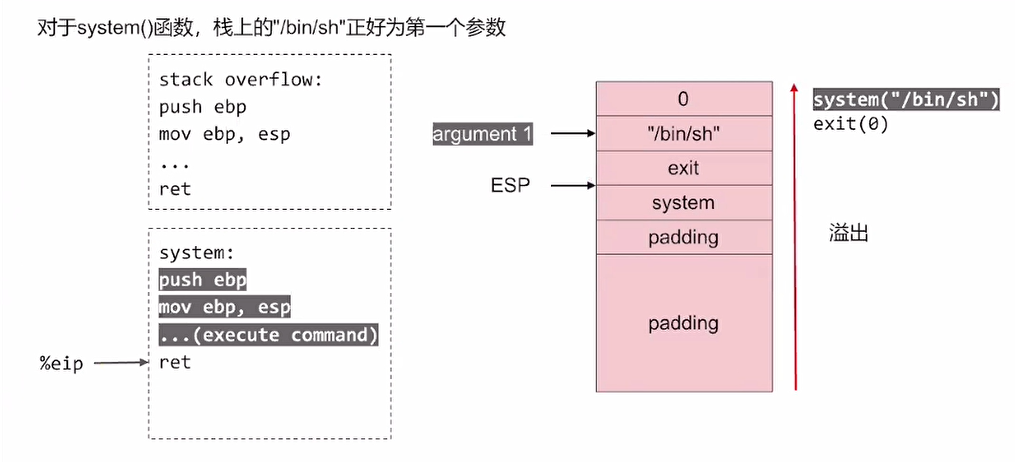 对于system()函数，栈上的"/bin/sh"正好为第一个参数
stack overflow:
push ebp
mov ebp, esp
...
ret
system:
push ebp
mov ebp, esp
...(execute command)
ret
%eip
argument 1
ESP
0
"/bin/sh"
exit
system
padding
padding
system("/bin/sh")
exit(0)
溢出